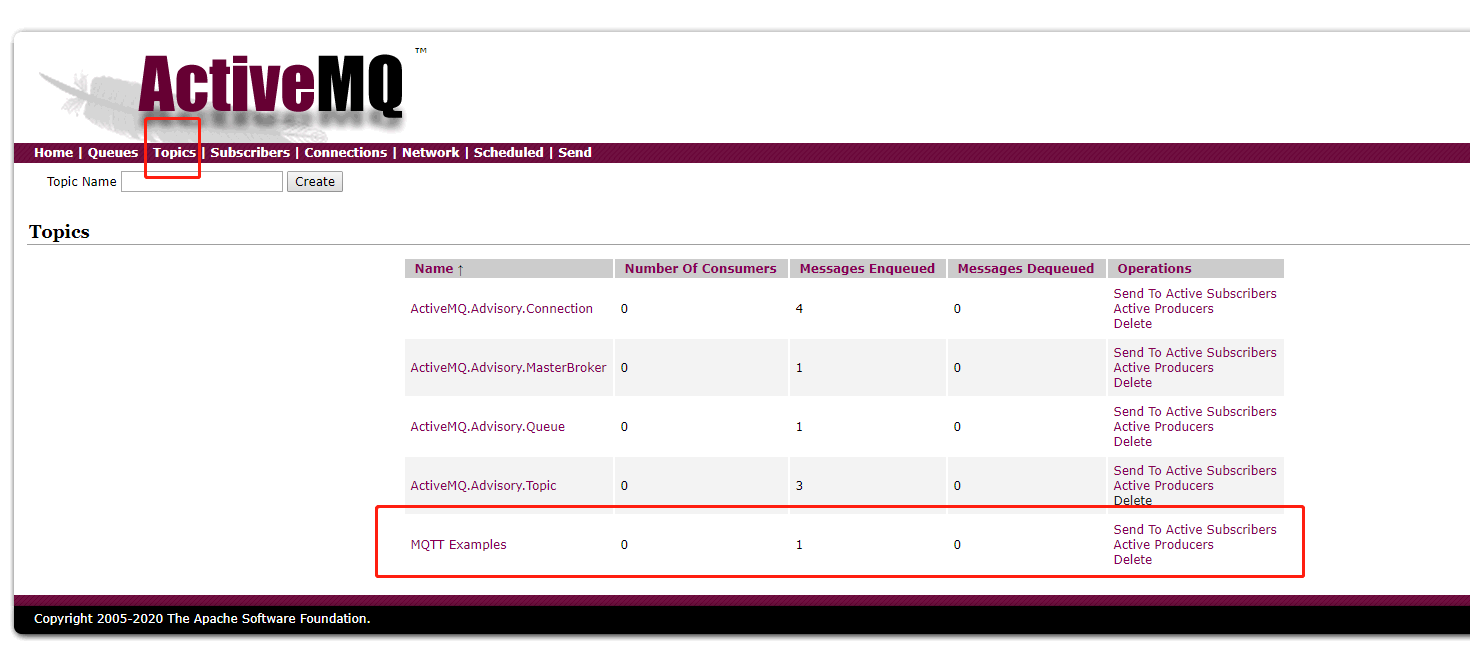 ActiveMQ ™
Home | Queues | Topics | Subscribers | Connections | Network | Scheduled | Send
Topic Name Create
Topics
Name ↑ Number Of Consumers Messages Enqueued Messages Dequeued Operations
ActiveMQ.Advisory.Connection 0 4 0 Send To Active Subscribers
Active Producers
Delete
ActiveMQ.Advisory.MasterBroker 0 1 0 Send To Active Subscribers
Active Producers
Delete
ActiveMQ.Advisory.Queue 0 1 0 Send To Active Subscribers
Active Producers
Delete
ActiveMQ.Advisory.Topic 0 3 0 Send To Active Subscribers
Active Producers
Delete
MQTT Examples 0 1 0 Send To Active Subscribers
Active Producers
Delete
Copyright 2005-2020 The Apache Software Foundation.